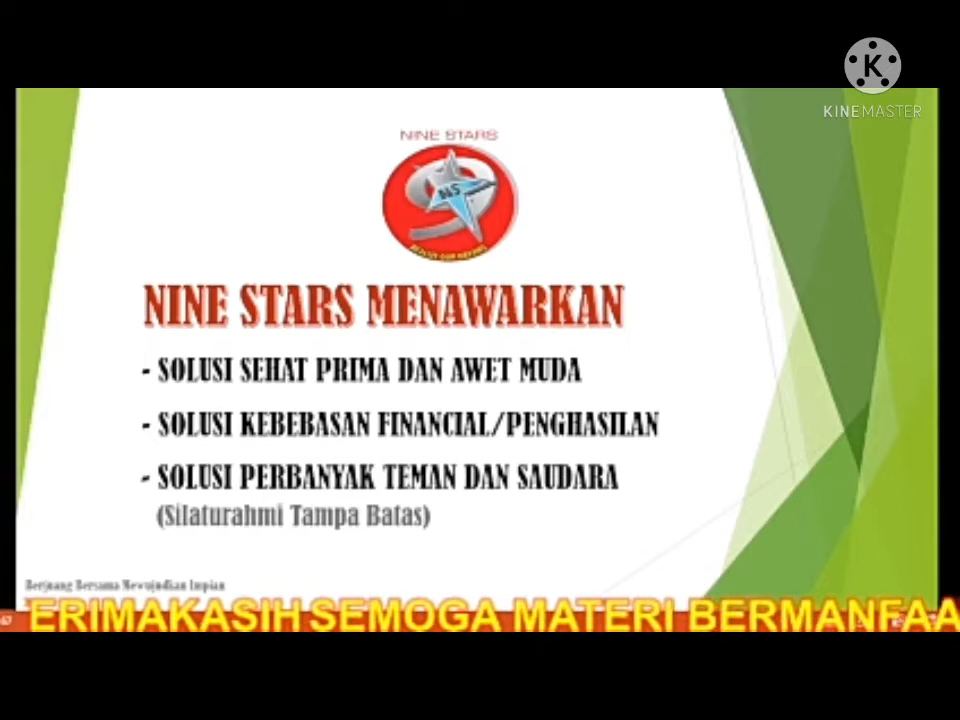 KINEMASTER
NINE STARS
NS
NINE STARS MENAWARKAN
- SOLUSI SEHAT PRIMA DAN AWET MUDA
- SOLUSI KEBEBASAN FINANCIAL/PENGHASILAN
- SOLUSI PERBANYAK TEMAN DAN SAUDARA
(Silaturahmi Tampa Batas)
Berjuang Bersama Mewujudkan Impian
ERIMAKASIH SEMOGA MATERI BERMANFAA